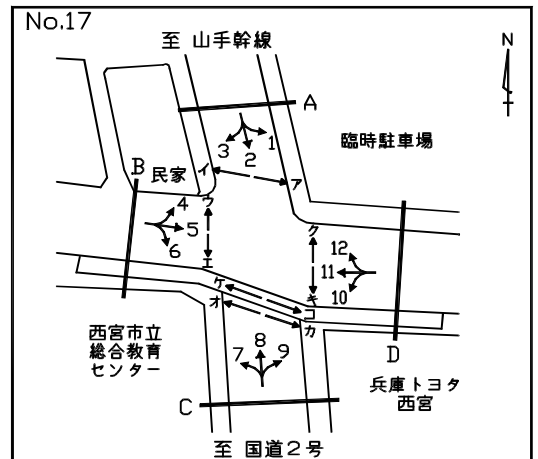 No.17
至 山手幹線
N
A
臨時駐車場
3
2
1
イ
ア
B
民家
ウ
4
5
6
エ
ク
12
11
10
キ
ケ
コ
オ
カ
西宮市立
総合教育
センター
7
8
9
D
兵庫トヨタ
西宮
C
至 国道2号